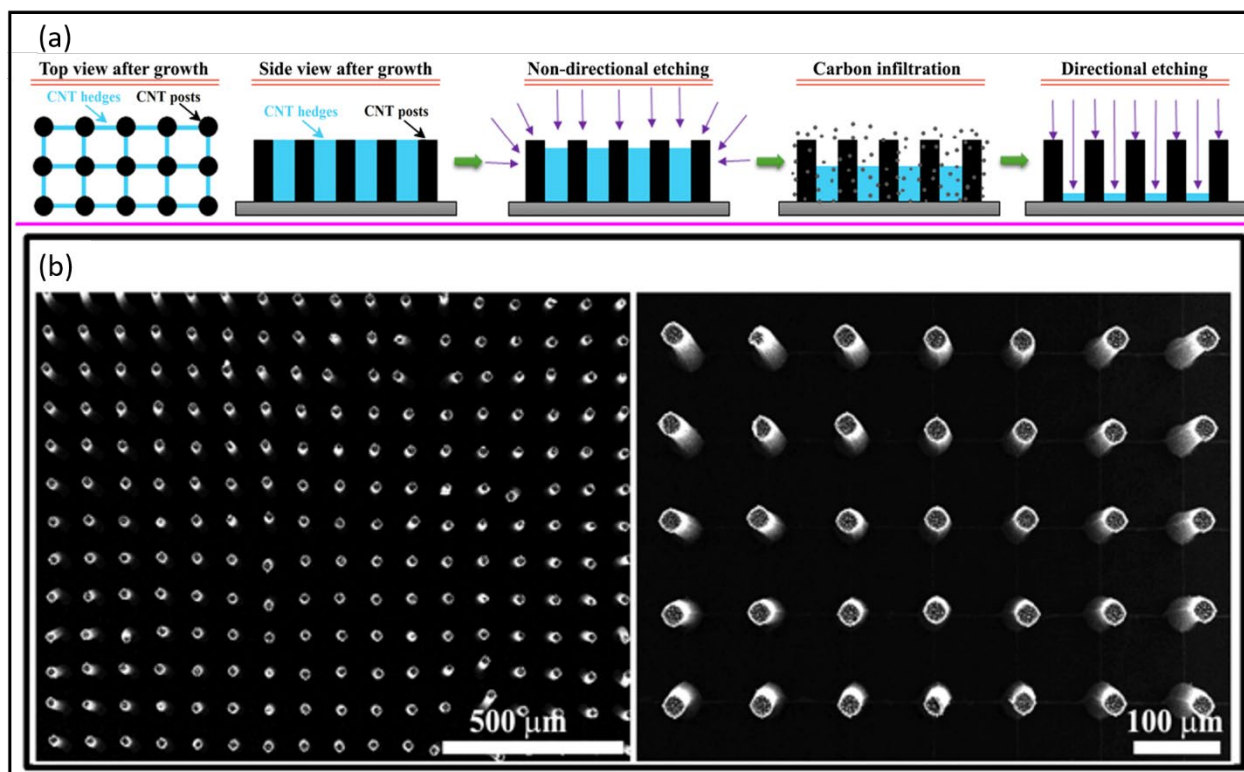 (a)
Top view after growth
CNT hedges CNT posts
Side view after growth
CNT hedges
CNT posts
Non-directional etching
Carbon infiltration
Directional etching
(b)
500 μm
100 μm